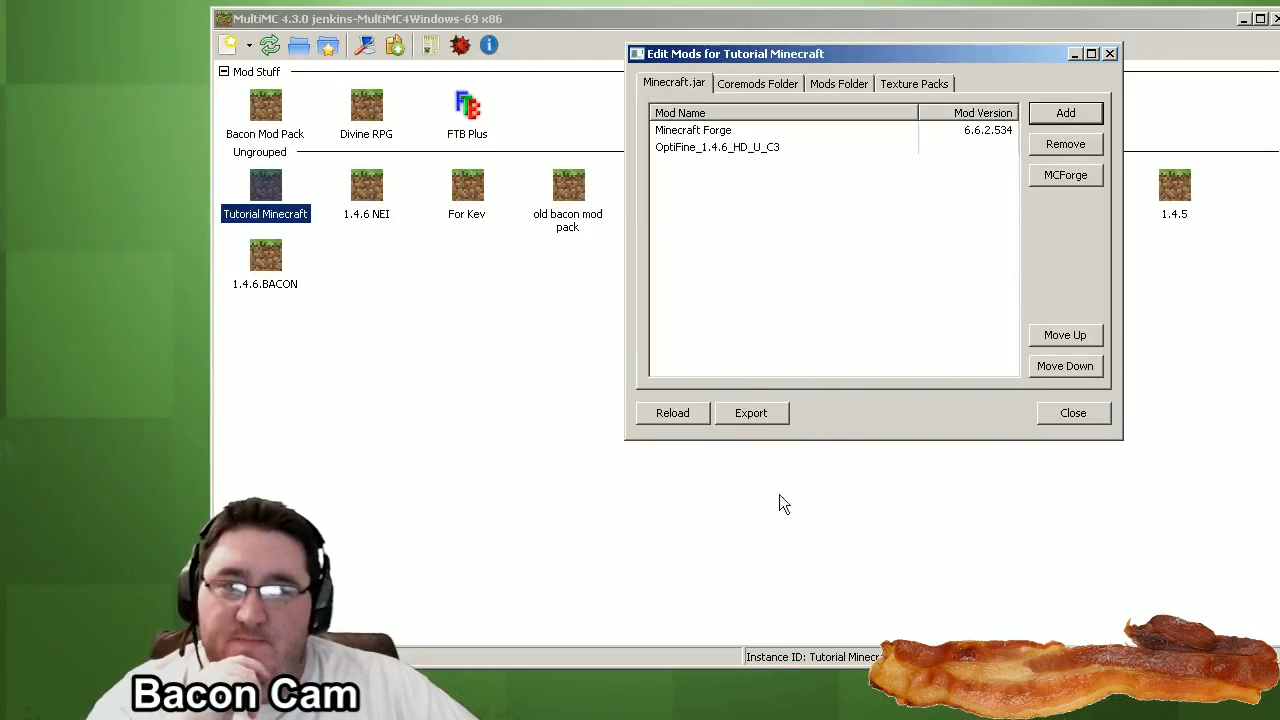 MultiMC 4.3.0 jenkins-MultiMC4Windows-69 x86
Mod Stuff
Bacon Mod Pack
Divine RPG
FTB
FTB Plus
Ungrouped
Tutorial Minecraft
1.4.6 NEI
For Kev
old bacon mod
pack
1.4.5
1.4.6.BACON
Edit Mods for Tutorial Minecraft
Minecraft.jar
Coremods Folder
Mods Folder
Texture Packs
Mod Name
Mod Version
Minecraft Forge
6.6.2.534
OptiFine_1.4.6_HD_U_C3
Add
Remove
MCForge
Move Up
Move Down
Reload
Export
Close
Instance ID: Tutorial Minecr
Bacon Cam